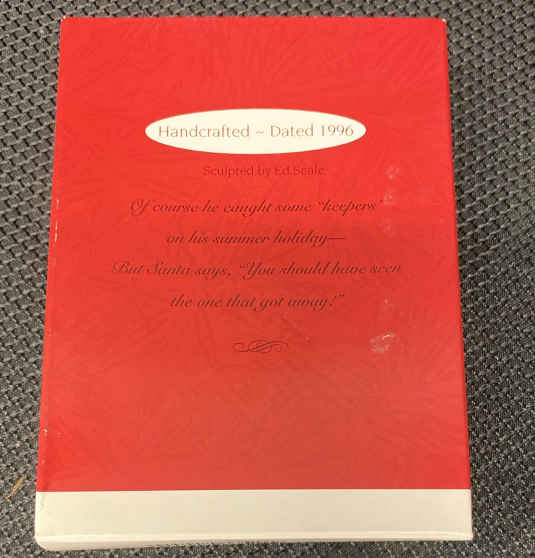 Handcrafted ~ Dated 1996
Sculpted by Ed Seale
Of course he caught some "keepers"
on his summer holiday—
But Santa says, "You should have seen
the one that got away!"